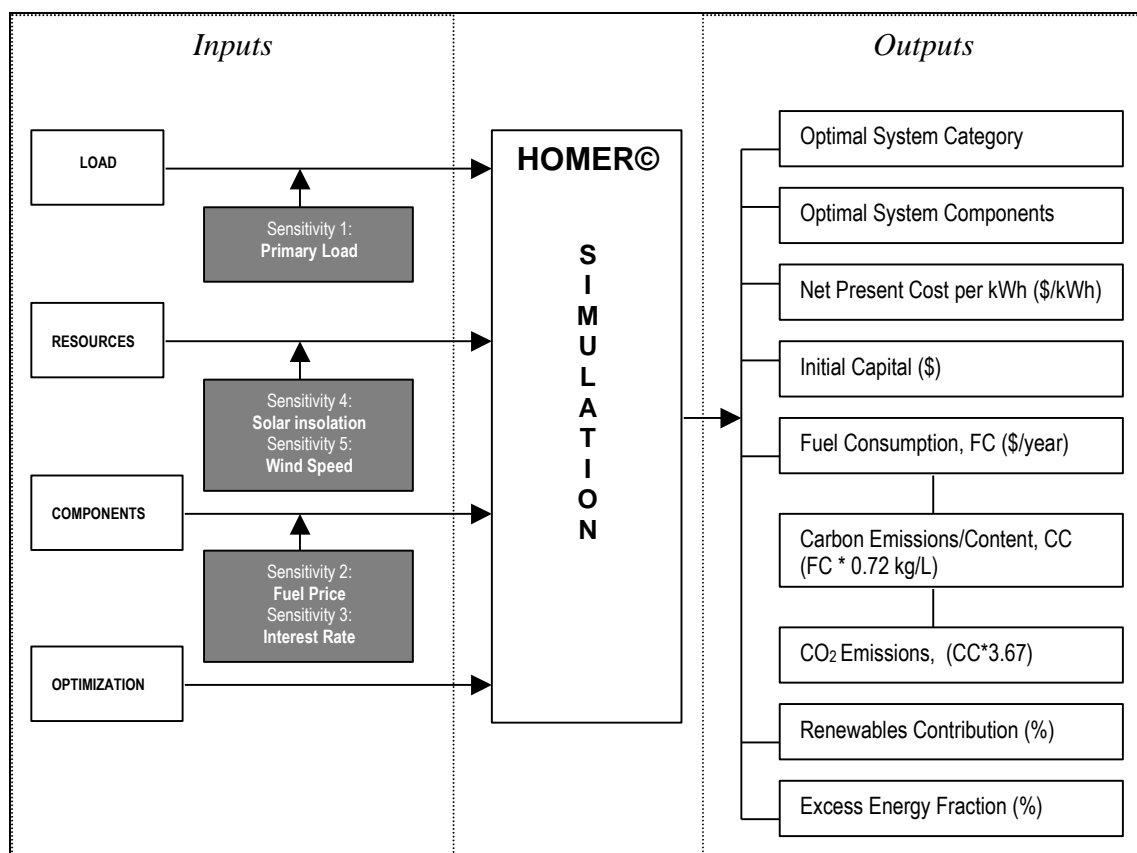 Inputs
Outputs
LOAD
Sensitivity 1:
Primary Load
RESOURCES
Sensitivity 4:
Solar insolation
Sensitivity 5:
Wind Speed
COMPONENTS
Sensitivity 2:
Fuel Price
Sensitivity 3:
Interest Rate
OPTIMIZATION
HOMER©
S
I
M
U
L
A
T
I
O
N
Optimal System Category
Optimal System Components
Net Present Cost per kWh ($/kWh)
Initial Capital ($)
Fuel Consumption, FC ($/year)
Carbon Emissions/Content, CC
(FC * 0.72 kg/L)
CO2 Emissions, (CC*3.67)
Renewables Contribution (%)
Excess Energy Fraction (%)